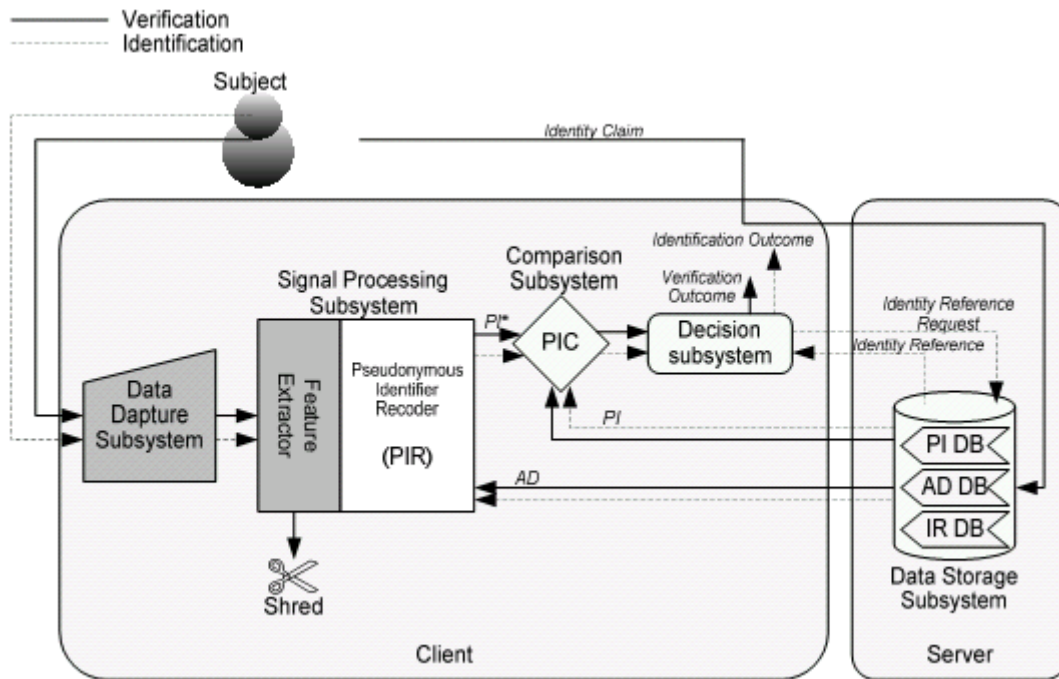 Verification
Identification
Subject
Identity Claim
Identification Outcome
Comparison
Subsystem
Verification
Outcome
Signal Processing
Subsystem
Identity Reference
Request
Identity Reference
PI*
PIC
Decision
subsystem
Data
Dapture
Subsystem
Feature
Extractor
Pseudonymous
Identifier
Recoder
(PIR)
PI
AD
PI DB
AD DB
IR DB
Data Storage
Subsystem
Shred
Client
Server